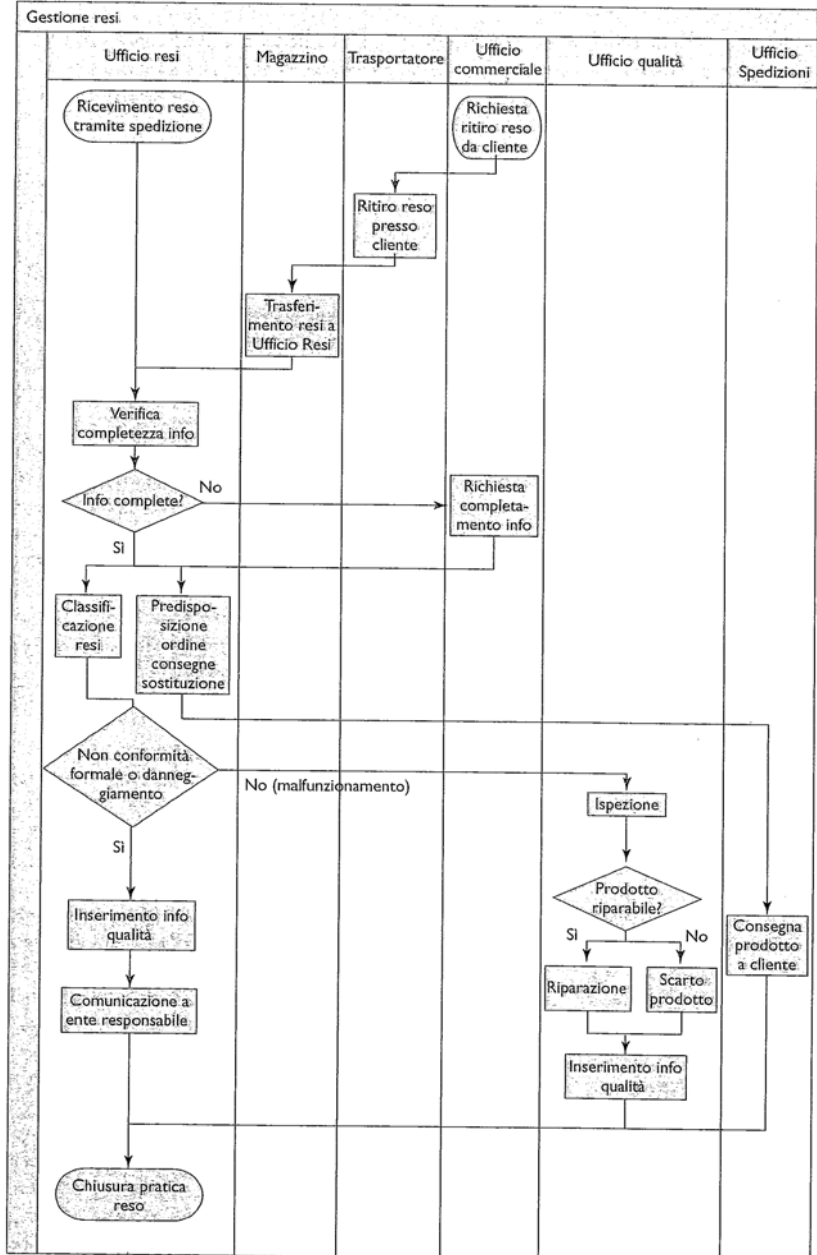 Gestione resi
Ufficio resi
Magazzino
Trasportatore
Ufficio
commerciale
Ufficio qualità
Ufficio
Spedizioni
Ricevimento reso
tramite spedizione
Richiesta
ritiro reso
da cliente
Ritiro reso
presso
cliente
Trasferi-
mento resi a
Ufficio Resi
Verifica
completezza info
Info complete?
No
Richiesta
completa-
mento info
Sì
Classifi-
cazione
resi
Predispo-
sizione
ordine
consegne
sostituzione
Non conformità
formale o danneg-
giamento
No (malfunzionamento)
Ispezione
Sì
Prodotto
riparabile?
Inserimento info
qualità
Sì
No
Consegna
prodotto
a cliente
Riparazione
Scarto
prodotto
Comunicazione a
ente responsabile
Inserimento info
qualità
Chiusura pratica
reso